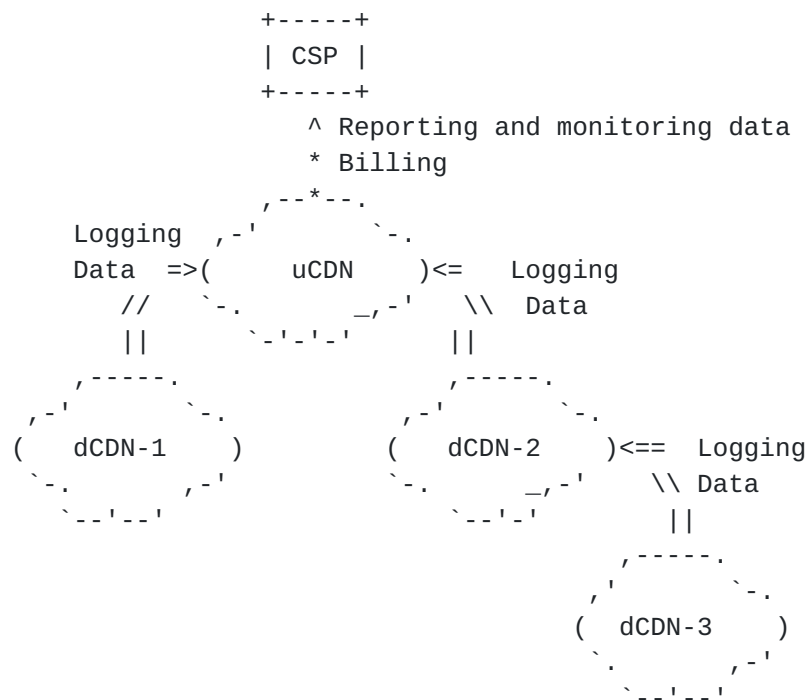 CSP
^ Reporting and monitoring data
* Billing
,--*--.
Logging ,-' `-.
Data =>( uCDN )<= Logging
// `-. _,-' \\ Data
|| `-'-'-' ||
,-----. ,-----.
,-' `-. ,-' `-.
( dCDN-1 ) ( dCDN-2 )<== Logging
`-. ,-' `-. _,-' \\ Data
`--'--' `--'-' ||
,-----.
,' `-.
( dCDN-3 )
`. ,-'
`--'--'